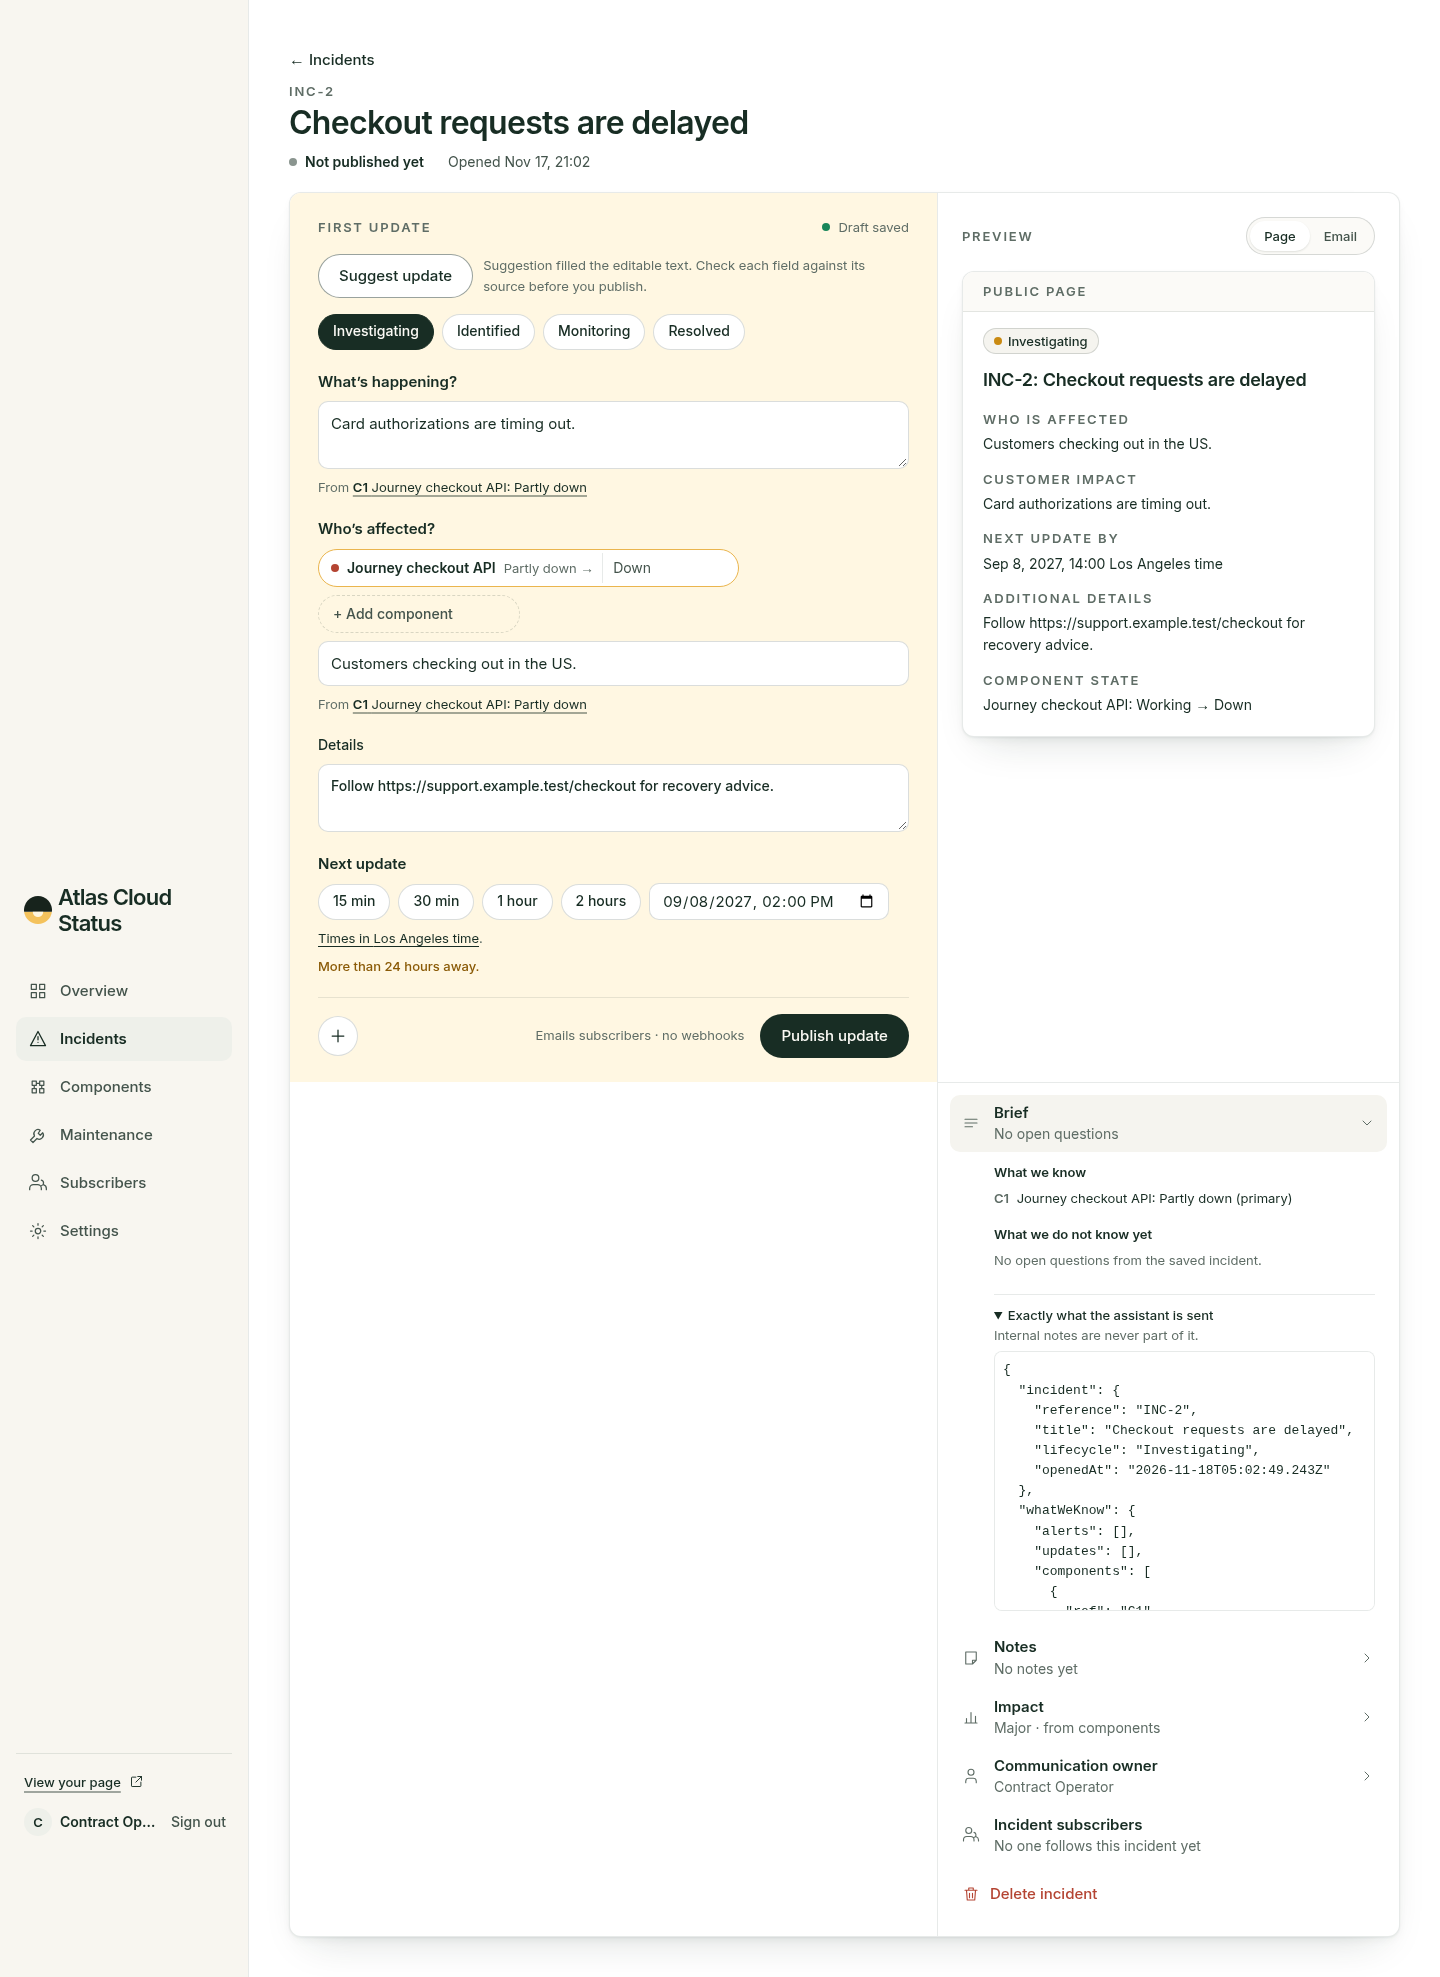 Atlas Cloud
Status
Overview
Incidents
Components
Maintenance
Subscribers
Settings
View your page
C Contract Op... Sign out
← Incidents
INC-2
Checkout requests are delayed
Not published yet Opened Nov 17, 21:02
FIRST UPDATE Draft saved
Suggest update
Suggestion filled the editable text. Check each field against its
source before you publish.
Investigating Identified Monitoring Resolved
What's happening?
Card authorizations are timing out.
From C1 Journey checkout API: Partly down
Who's affected?
Journey checkout API Partly down → Down
+ Add component
Customers checking out in the US.
From C1 Journey checkout API: Partly down
Details
Follow https://support.example.test/checkout for recovery advice.
Next update
15 min 30 min 1 hour 2 hours 09/08/2027, 02:00 PM
Times in Los Angeles time.
More than 24 hours away.
Emails subscribers · no webhooks Publish update
PREVIEW Page Email
PUBLIC PAGE
Investigating
INC-2: Checkout requests are delayed
WHO IS AFFECTED
Customers checking out in the US.
CUSTOMER IMPACT
Card authorizations are timing out.
NEXT UPDATE BY
Sep 8, 2027, 14:00 Los Angeles time
ADDITIONAL DETAILS
Follow https://support.example.test/checkout for
recovery advice.
COMPONENT STATE
Journey checkout API: Working → Down
Brief
No open questions
What we know
C1 Journey checkout API: Partly down (primary)
What we do not know yet
No open questions from the saved incident.
▼ Exactly what the assistant is sent
Internal notes are never part of it.
{
"incident": {
"reference": "INC-2",
"title": "Checkout requests are delayed",
"lifecycle": "Investigating",
"openedAt": "2026-11-18T05:02:49.243Z"
},
"whatWeKnow": {
"alerts": [],
"updates": [],
"components": [
{
"ref": "C1"
Notes
No notes yet
Impact
Major · from components
Communication owner
Contract Operator
Incident subscribers
No one follows this incident yet
Delete incident